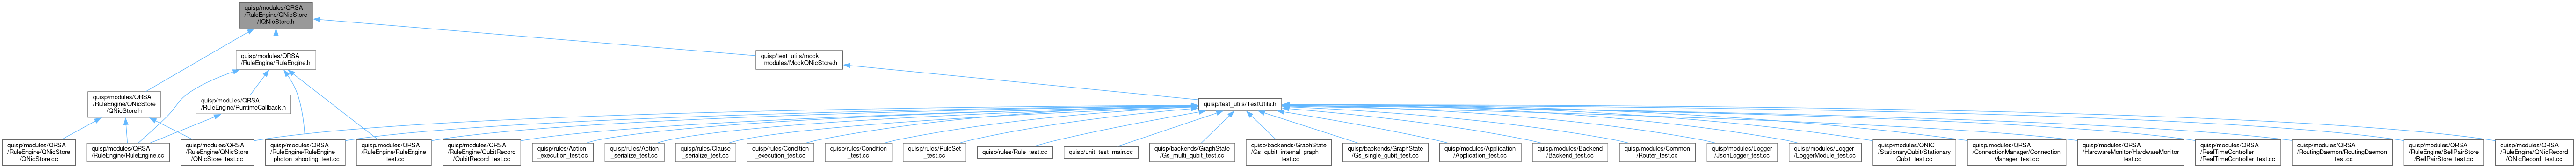 quisp/modules/QRSA
/RuleEngine/QNicStore
/IQNicStore.h
quisp/modules/QRSA
/RuleEngine/RuleEngine.h
quisp/test_utils/mock
_modules/MockQNicStore.h
quisp/modules/QRSA
/RuleEngine/QNicStore
/QNicStore.h
quisp/modules/QRSA
/RuleEngine/RuntimeCallback.h
quisp/test_utils/TestUtils.h
quisp/modules/QRSA
/RuleEngine/QNicStore
/QNicStore.cc
quisp/modules/QRSA
/RuleEngine/RuleEngine.cc
quisp/modules/QRSA
/RuleEngine/QNicStore
/QNicStore_test.cc
quisp/modules/QRSA
/RuleEngine/RuleEngine
_photon_shooting_test.cc
quisp/modules/QRSA
/RuleEngine/RuleEngine
_test.cc
quisp/modules/QRSA
/RuleEngine/QubitRecord
/QubitRecord_test.cc
quisp/rules/Action
_execution_test.cc
quisp/rules/Action
_serialize_test.cc
quisp/rules/Clause
_serialize_test.cc
quisp/rules/Condition
_execution_test.cc
quisp/rules/Condition
_test.cc
quisp/rules/RuleSet
_test.cc
quisp/rules/Rule_test.cc
quisp/unit_test_main.cc
quisp/backends/GraphState
/Gs_multi_qubit_test.cc
quisp/backends/GraphState
/Gs_qubit_internal_graph
_test.cc
quisp/backends/GraphState
/Gs_single_qubit_test.cc
quisp/modules/Application
/Application_test.cc
quisp/modules/Backend
/Backend_test.cc
quisp/modules/Common
/Router_test.cc
quisp/modules/Logger
/JsonLogger_test.cc
quisp/modules/Logger
/LoggerModule_test.cc
quisp/modules/QNIC
/StationaryQubit/Stationary
Qubit_test.cc
quisp/modules/QRSA
/ConnectionManager/Connection
Manager_test.cc
quisp/modules/QRSA
/HardwareMonitor/HardwareMonitor
_test.cc
quisp/modules/QRSA
/RealTimeController
/RealTimeController_test.cc
quisp/modules/QRSA
/RoutingDaemon/RoutingDaemon
_test.cc
quisp/modules/QRSA
/RuleEngine/BellPairStore
/BellPairStore_test.cc
quisp/modules/QRSA
/RuleEngine/QNicRecord
/QNicRecord_test.cc